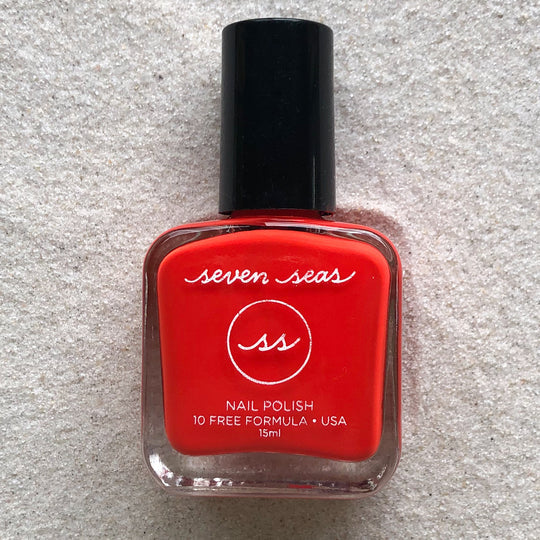 seven seas
ss
NAIL POLISH
10 FREE FORMULA • USA
15ml